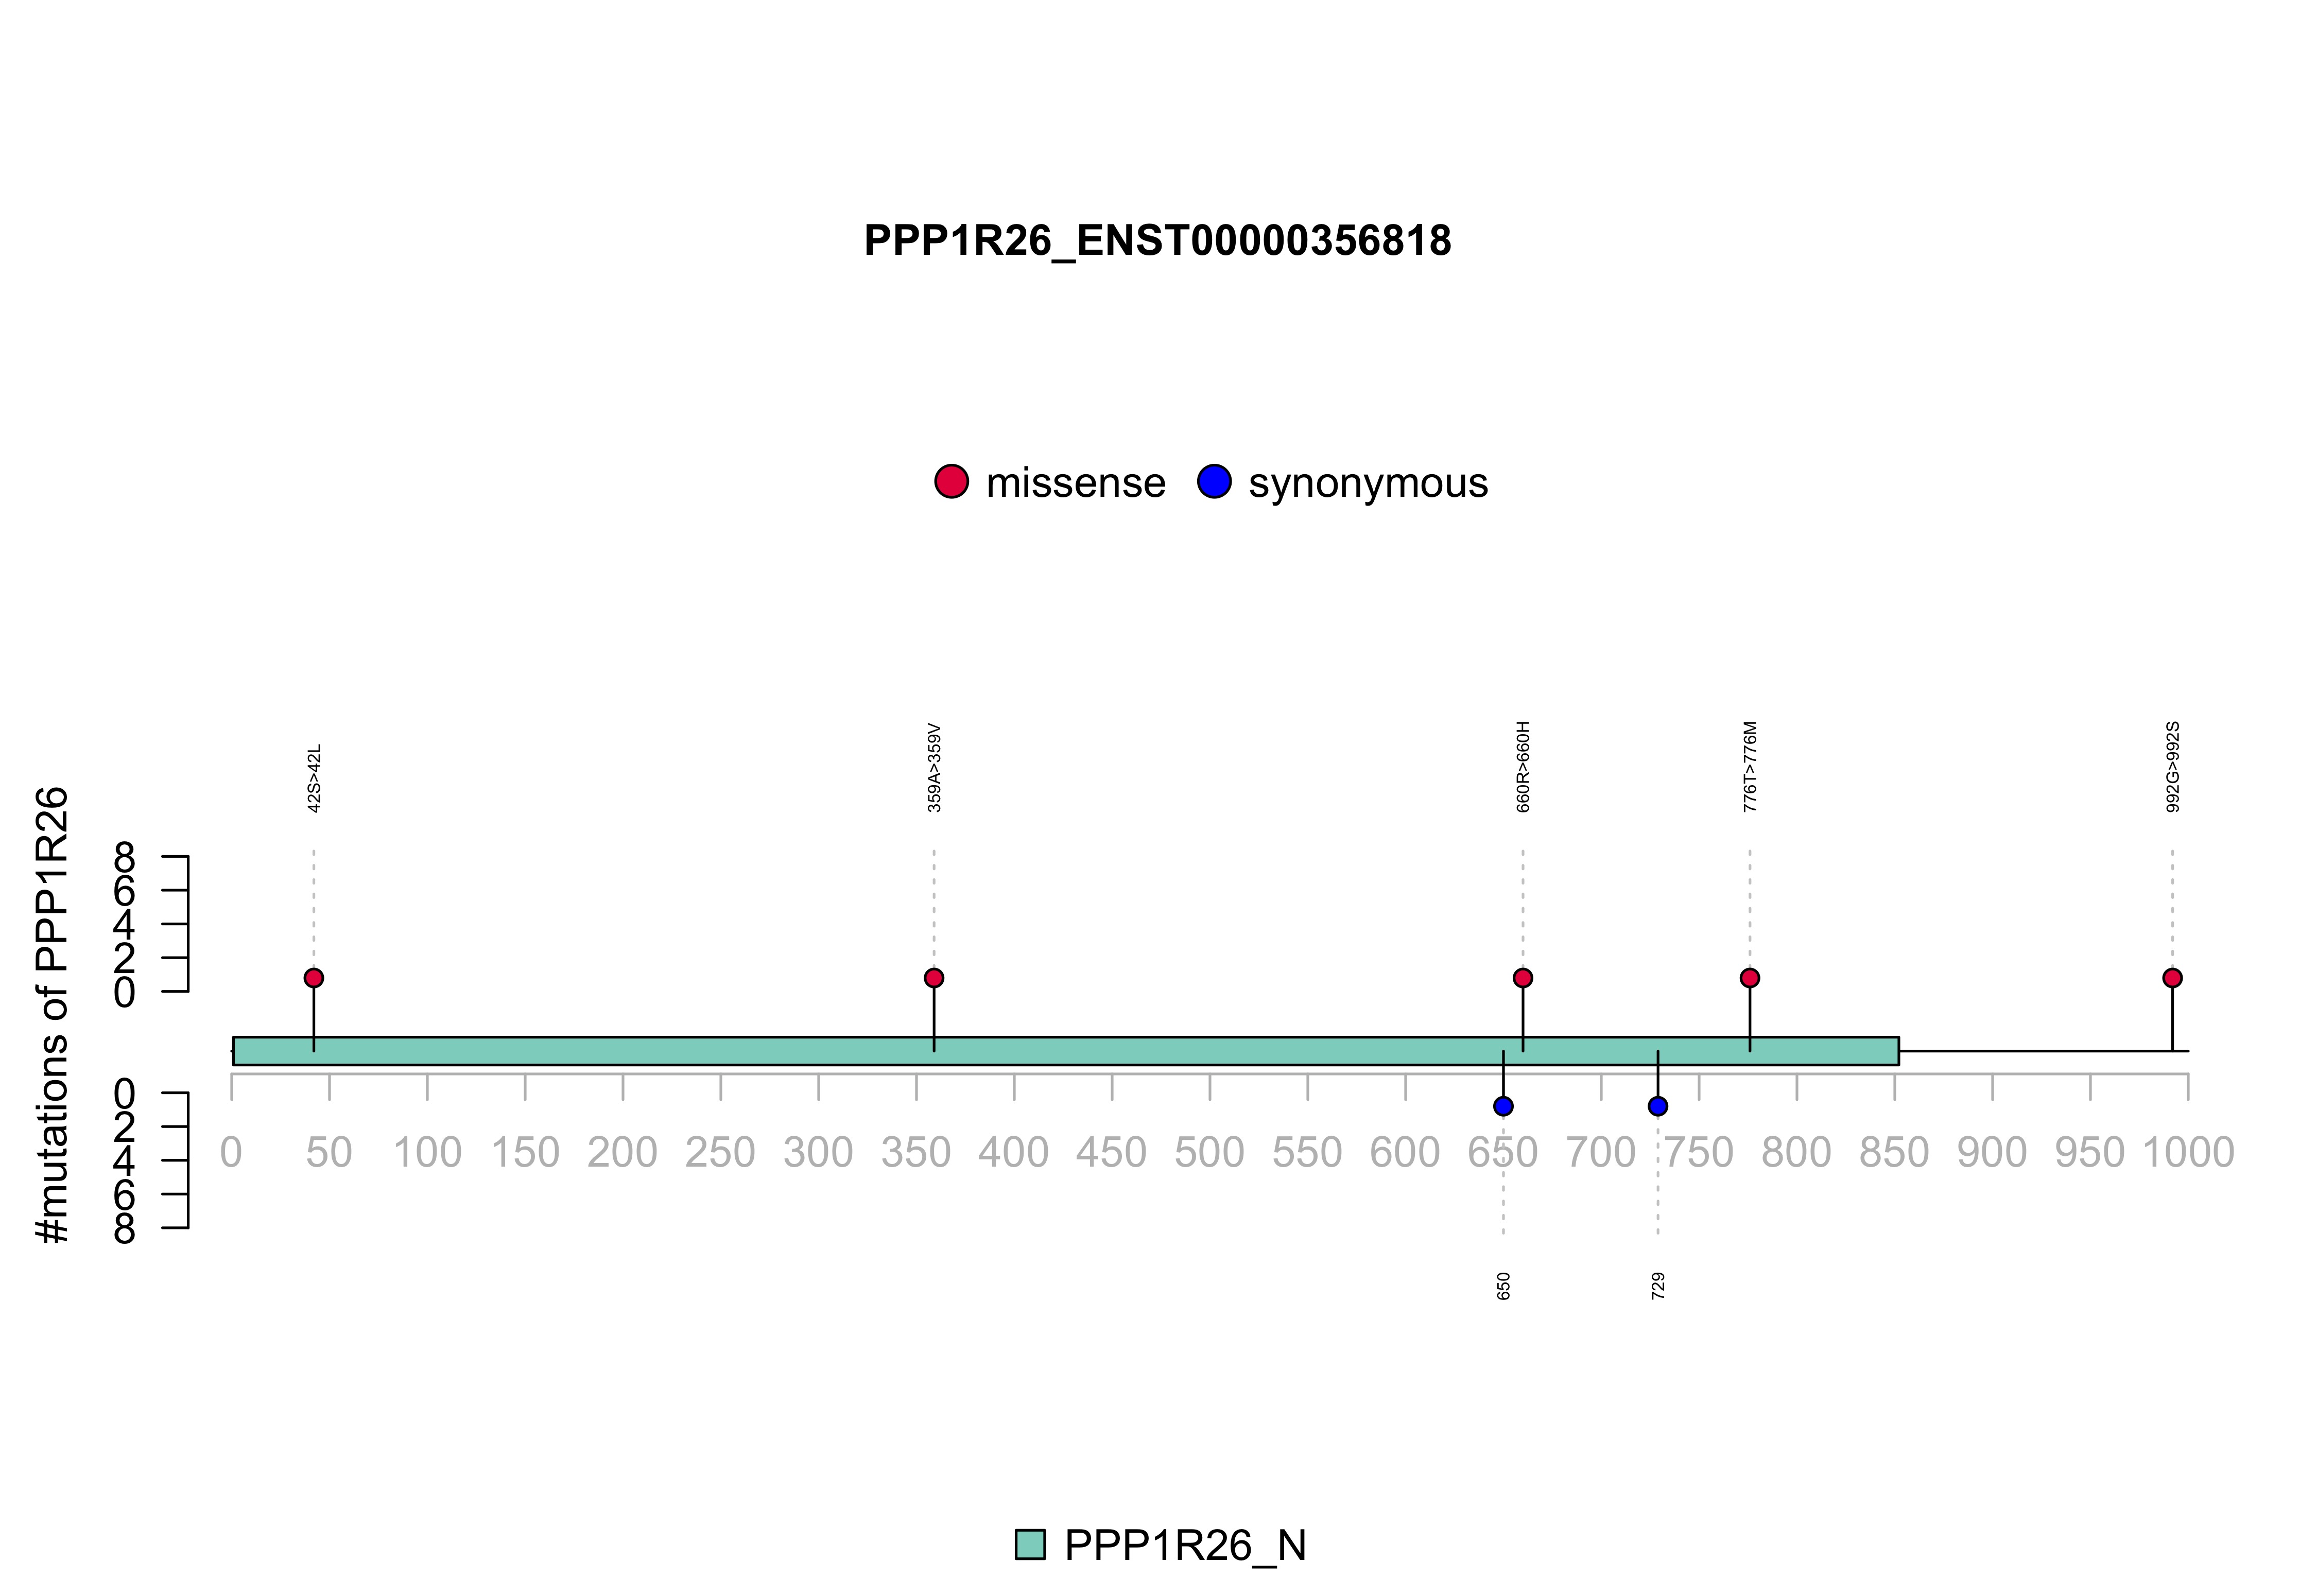 PPP1R26_ENST00000356818
missense synonymous
42S>42L 359A>359V 660R>660H 776T>776M 992G>992S
#mutations of PPP1R26
8
6
4
2
0
0
2
4
6
8
0 50 100 150 200 250 300 350 400 450 500 550 600 650 700 750 800 850 900 950 1000
650 729
PPP1R26_N